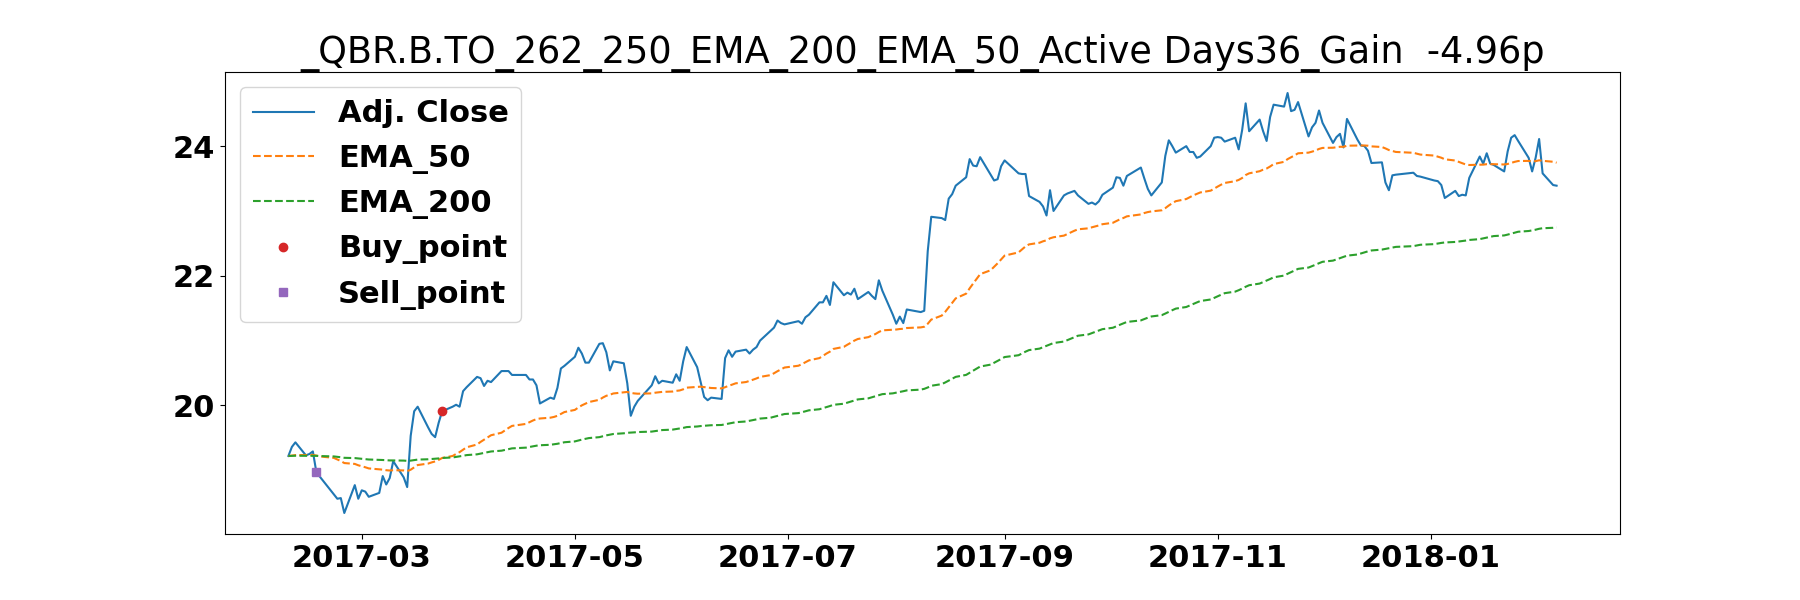 _QBR.B.TO_262_250_EMA_200_EMA_50_Active Days36_Gain  -4.96p
Adj. Close
EMA_50
EMA_200
Buy_point
Sell_point
24
22
20
2017-03
2017-05
2017-07
2017-09
2017-11
2018-01